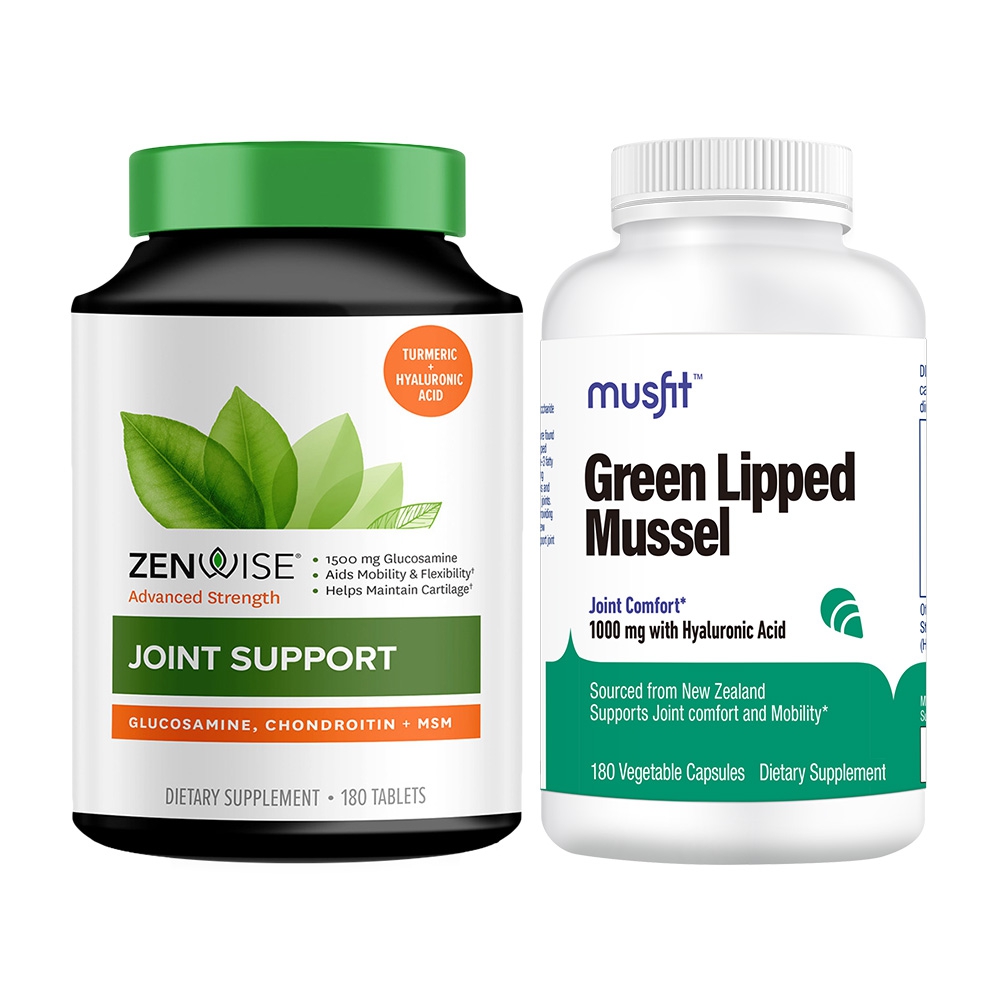 TURMERIC
+
HYALURONIC
ACID
ZENWISE®
Advanced Strength
• 1500 mg Glucosamine
• Aids Mobility & Flexibility†
• Helps Maintain Cartilage†
JOINT SUPPORT
GLUCOSAMINE, CHONDROITIN + MSM
DIETARY SUPPLEMENT • 180 TABLETS
musfit™
Green Lipped
Mussel
Joint Comfort*
1000 mg with Hyaluronic Acid
Sourced from New Zealand
Supports Joint comfort and Mobility*
180 Vegetable Capsules Dietary Supplement